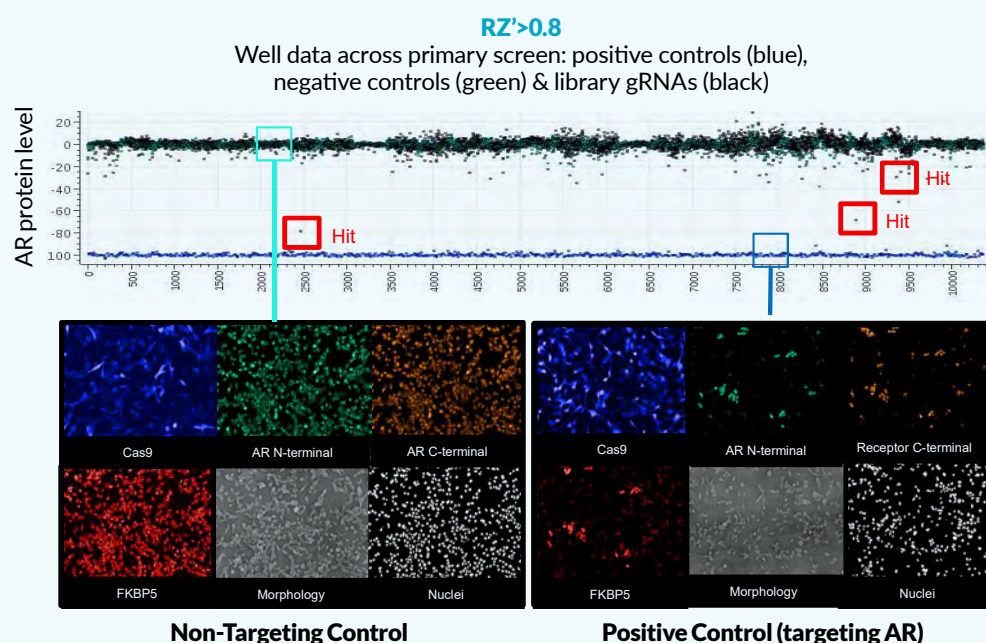 RZ'>0.8
Well data across primary screen: positive controls (blue),
negative controls (green) & library gRNAs (black)
AR protein level
20
0
-20
-40
-60
-80
100
Hit
Hit
Hit
0
500
1000
1500
2000
2500
3000
3500
4000
4500
5000
5500
6000
6500
7000
7500
8000
8500
9000
9500
10000
Cas9
AR N-terminal
AR C-terminal
FKBP5
Morphology
Nuclei
Non-Targeting Control
Cas9
AR N-terminal
Receptor C-terminal
FKBP5
Morphology
Nuclei
Positive Control (targeting AR)